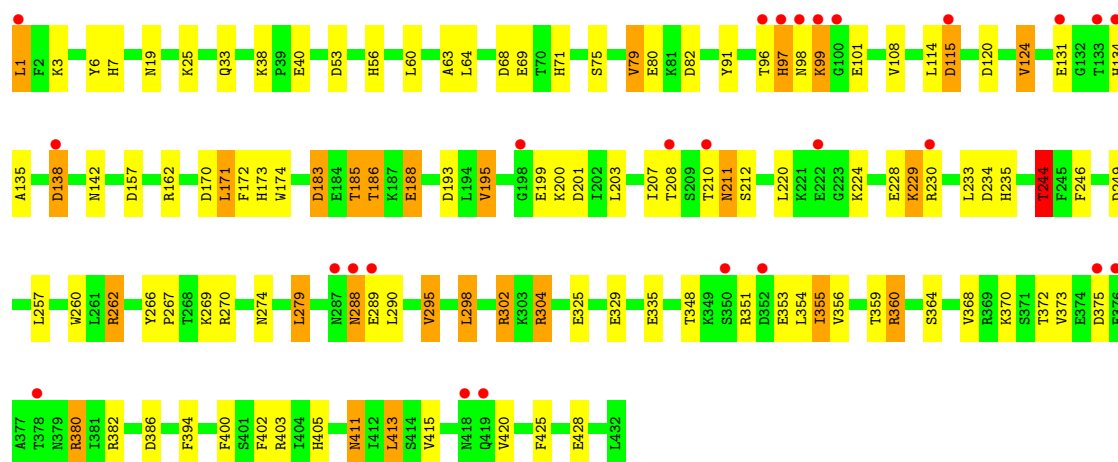 L1 F2 K3 Y6 H7 N19 K25 Q33 K38 P39 E40 D53 H56 L60 A63 L64 D68 E69 T70 H71 S75 V79 E80 K81 D82 Y91 T96 H97 N98 K99 G100 E101 V108 L114 D115 D120 V124 E131 G132 T133 H134
A135 D138 N142 D157 R162 D170 L171 F172 H173 W174 D183 E184 T185 T186 K187 E188 D193 L194 V195 G198 E199 K200 D201 I202 L203 I207 T208 S209 T210 N211 S212 L220 K221 E222 G223 K224 E228 K229 R230 L233 D234 H235 T244 F245 F246
L257 W260 L261 R262 Y266 P267 T268 K269 R270 N274 L279 N287 N288 E289 L290 V295 L298 R302 K303 R304 E325 E329 E335 T348 K349 S350 R351 D352 E353 L354 I355 V356 T359 R360 S364 V368 R369 K370 S371 T372 V373 E374 D375
A377 T378 N379 R380 I381 R382 D386 F394 F400 S401 F402 R403 I404 H405 N411 I412 L413 S414 V415 N418 Q419 V420 F425 E428 L432